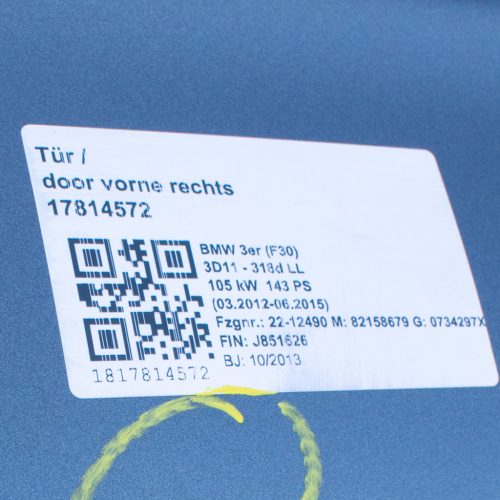 Tür /
door vorne rechts
17814572
BMW 3er (F30)
3D11 - 318d LL
105 kW 143 PS
(03.2012-06.2015)
Fzgnr.: 22-12490 M: 82158679 G: 0734297X
FIN: J851626
BJ: 10/2013
1817814572